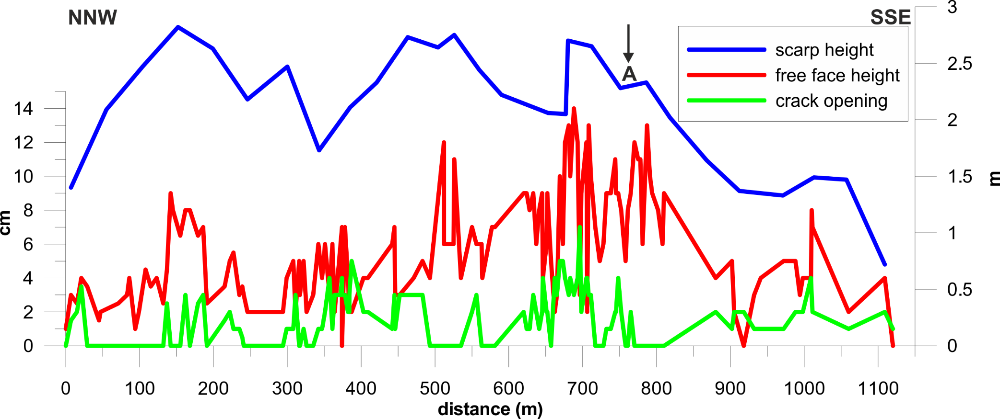 NNW
SSE
A
scarp height
free face height
crack opening
14
12
10
8
6
4
2
0
cm
3
2.5
2
1.5
1
0.5
0
m
0 100 200 300 400 500 600 700 800 900 1000 1100
distance (m)